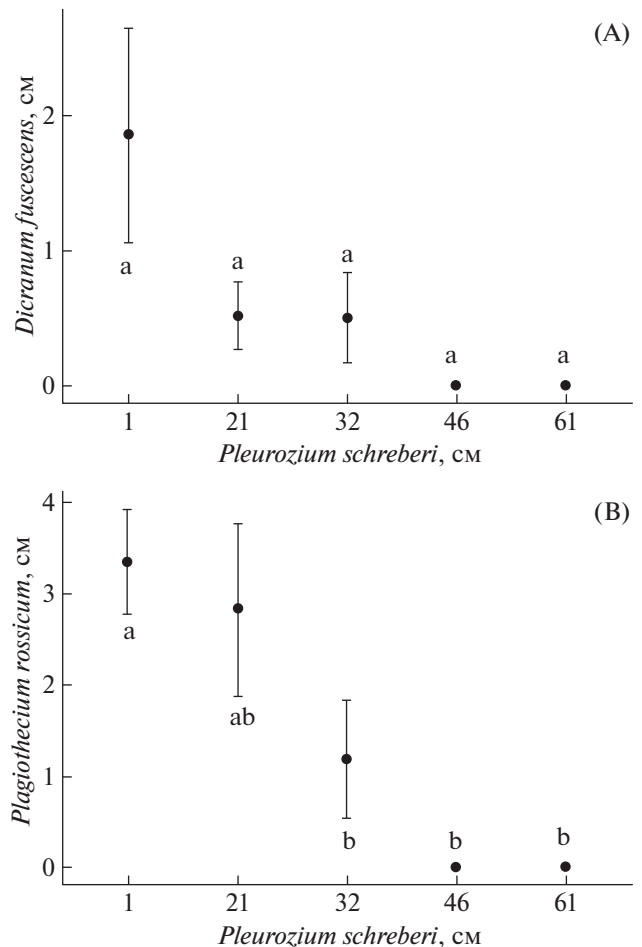 (A)
Dicranum fuscescens, см
2
1
0
a
a
a
a
a
1 21 32 46 61
Pleurozium schreberi, см
(B)
Plagiothecium rossicum, см
4
3
2
1
0
a
ab
b
b
b
1 21 32 46 61
Pleurozium schreberi, см